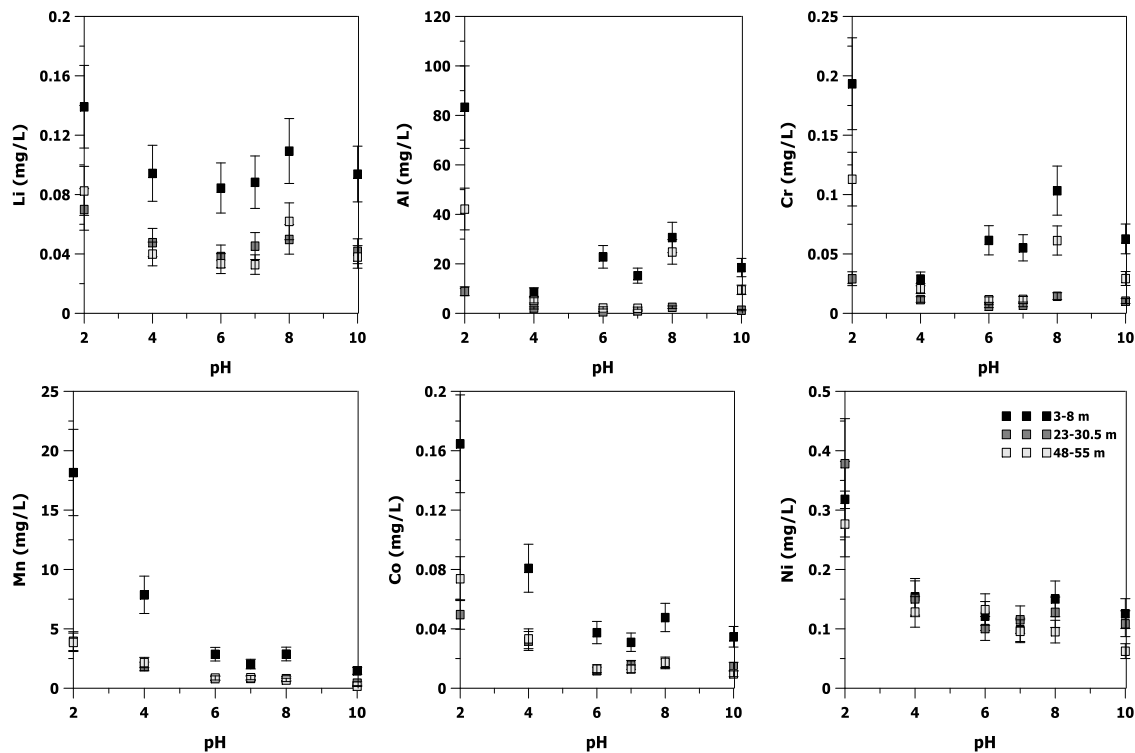 0.2
0.16
0.12
0.08
0.04
0
Li (mg/L)
2 4 6 8 10
pH
120
100
80
60
40
20
0
Al (mg/L)
2 4 6 8 10
pH
0.25
0.2
0.15
0.1
0.05
0
Cr (mg/L)
2 4 6 8 10
pH
25
20
15
10
5
0
Mn (mg/L)
2 4 6 8 10
pH
0.2
0.16
0.12
0.08
0.04
0
Co (mg/L)
2 4 6 8 10
pH
0.5
0.4
0.3
0.2
0.1
0
Ni (mg/L)
3-8 m
23-30.5 m
48-55 m
2 4 6 8 10
pH